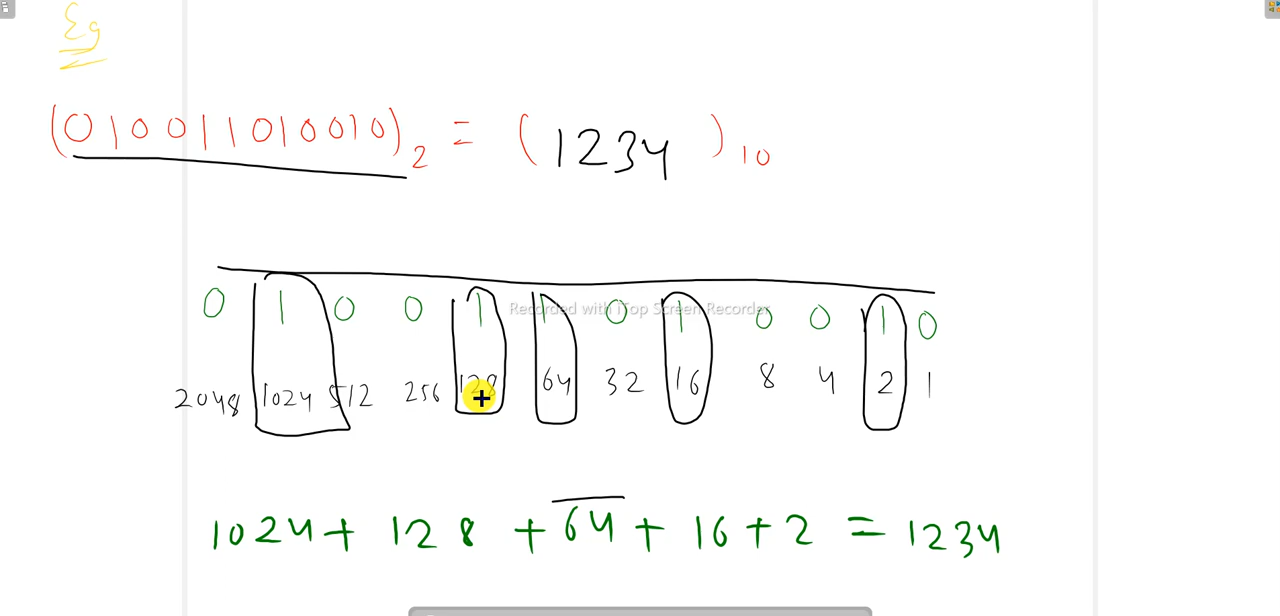 Eg
(010011010010)2 = (1234)10
0 1 0 0 1 1 0 1 0 0 1 0
Recorded with iTop Screen Recorder
2048 1024 512 256 128 64 32 16 8 4 2 1
1024 + 128 + 64 + 16 + 2 = 1234